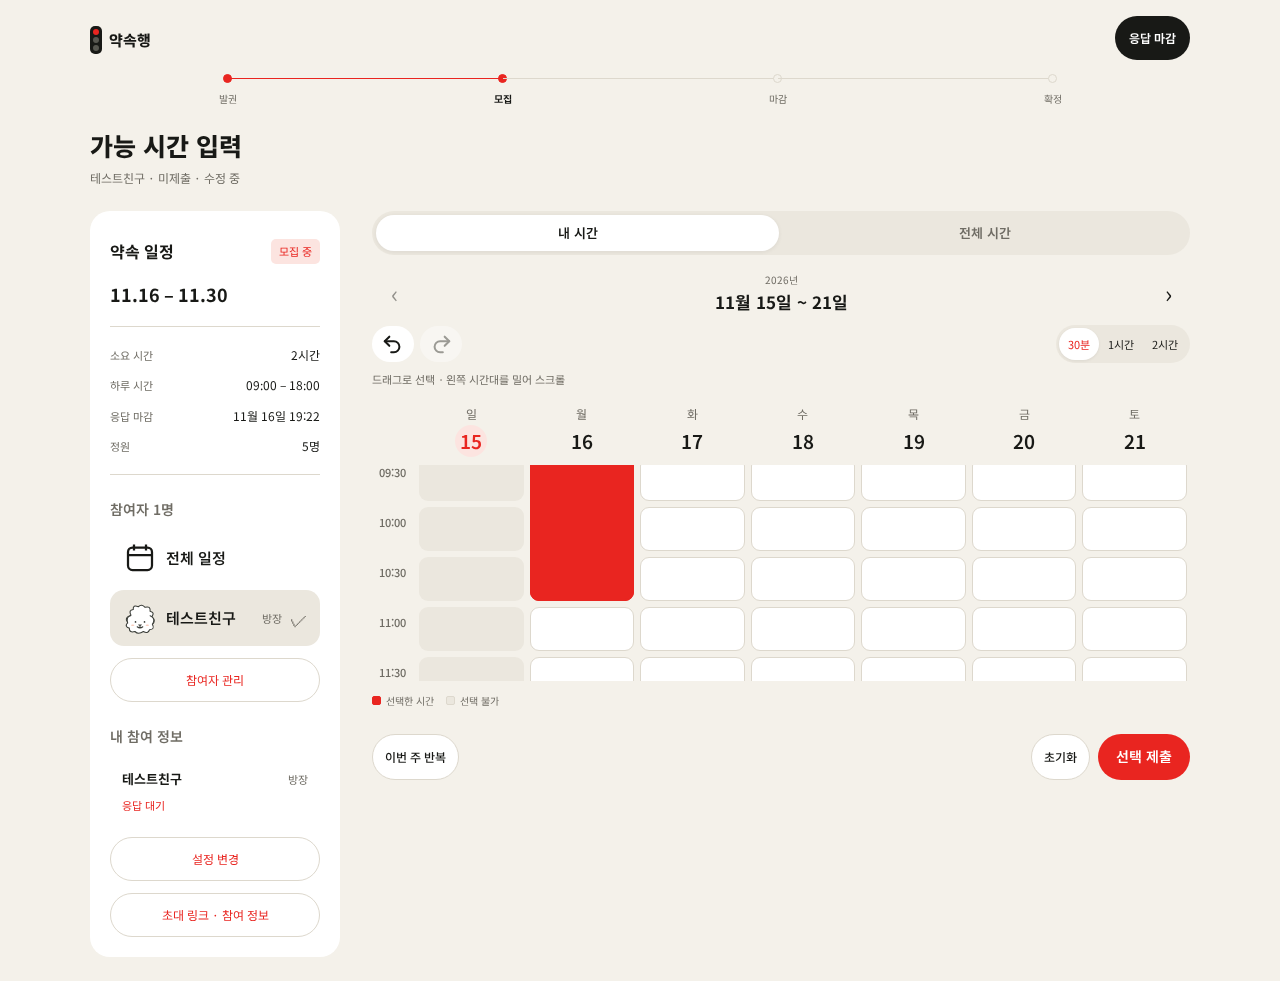 약속행
응답 마감
발권
모집
마감
확정
가능 시간 입력
테스트친구 · 미제출 · 수정 중
약속 일정
모집 중
11.16 – 11.30
소요 시간 2시간
하루 시간 09:00 – 18:00
응답 마감 11월 16일 19:22
정원 5명
참여자 1명
전체 일정
테스트친구 방장
참여자 관리
내 참여 정보
테스트친구 방장
응답 대기
설정 변경
초대 링크 · 참여 정보
내 시간
전체 시간
2026년
11월 15일 ~ 21일
30분 1시간 2시간
드래그로 선택 · 왼쪽 시간대를 밀어 스크롤
일 월 화 수 목 금 토
15 16 17 18 19 20 21
09:30
10:00
10:30
11:00
11:30
선택한 시간 선택 불가
이번 주 반복
초기화
선택 제출